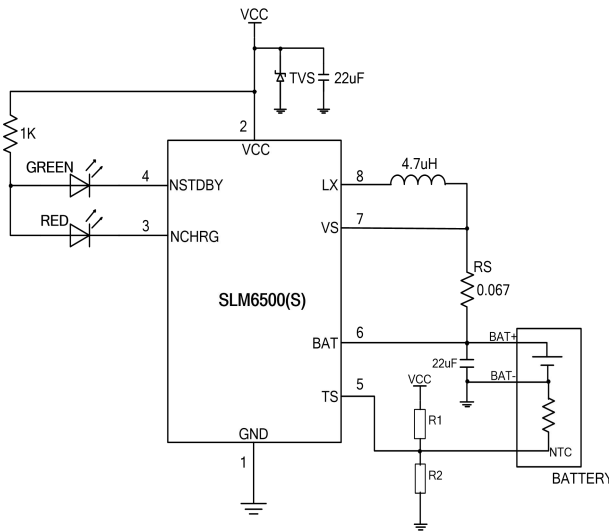 VCC
TVS
22uF
1K
2
VCC
GREEN
4
NSTDBY
LX
8
4.7uH
RED
3
NCHRG
VS
7
RS
0.067
SLM6500(S)
BAT
6
BAT+
22uF
BAT-
TS
5
VCC
R1
GND
1
R2
NTC
BATTERY